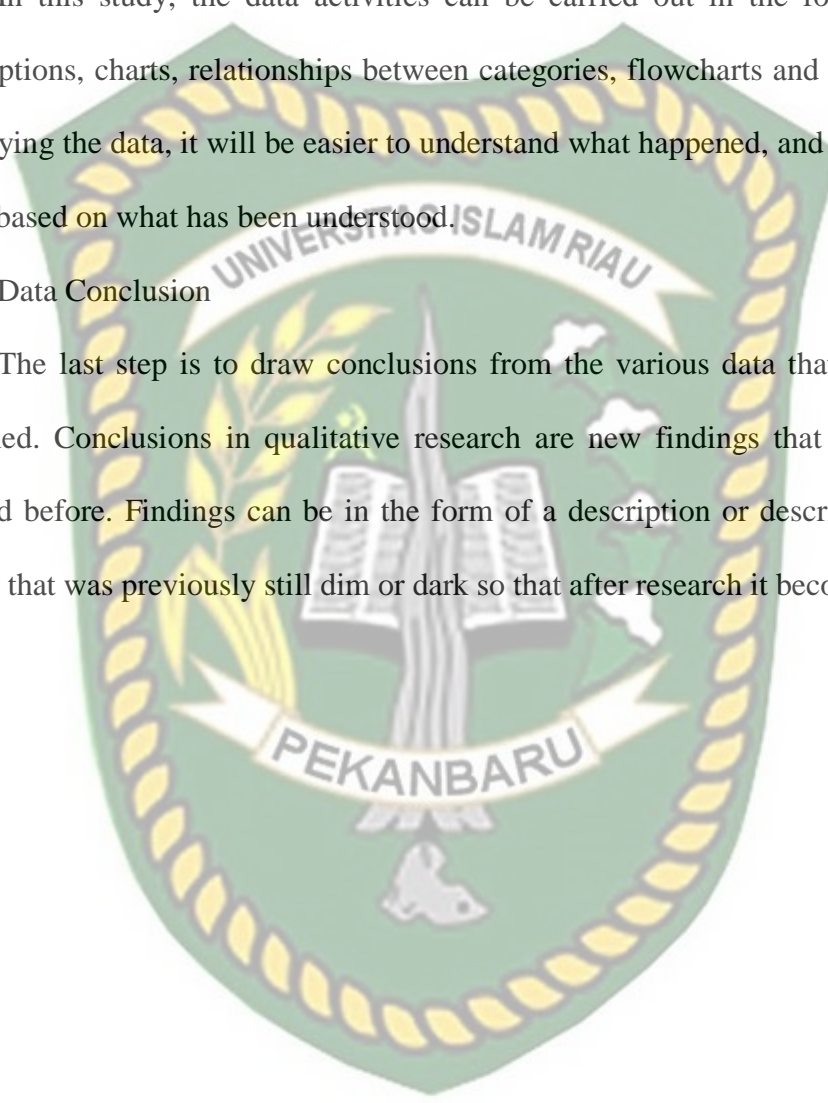 In this study, the data activities can be carried out in the fo
ptions, charts, relationships between categories, flowcharts and
ying the data, it will be easier to understand what happened, and
based on what has been understood.
UNIVERSITAS ISLAM RIAU
Data Conclusion
The last step is to draw conclusions from the various data tha
ed. Conclusions in qualitative research are new findings that
d before. Findings can be in the form of a description or descr
that was previously still dim or dark so that after research it beco
PEKANBARU